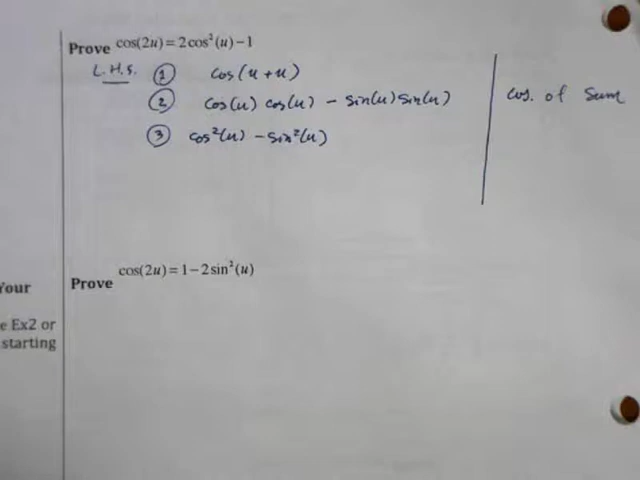 Prove cos(2u) = 2cos²(u) − 1
L.H.S. ① cos(u + u)
② cos(u) cos(u) − sin(u) sin(u) cos. of Sum
③ cos²(u) − sin²(u)
Prove cos(2u) = 1 − 2sin²(u)
Your
e Ex2 or
starting